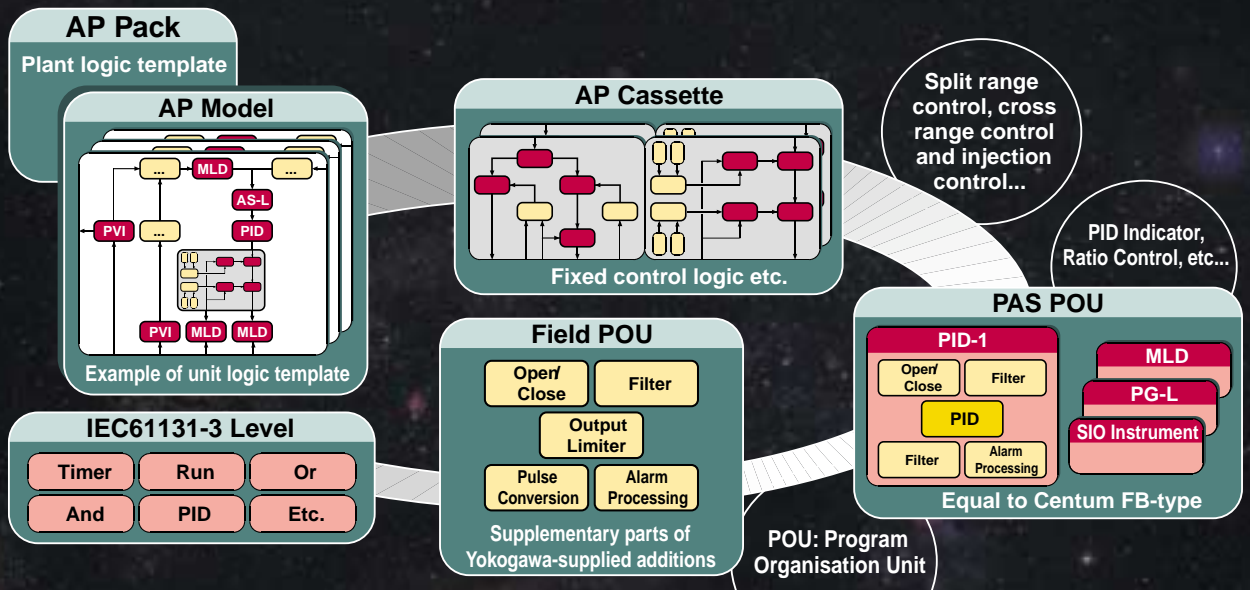 AP Pack
Plant logic template
AP Model
...
MLD
...
AS-L
PVI
...
PID
PVI
MLD
MLD
Example of unit logic template
AP Cassette
Fixed control logic etc.
Split range
control, cross
range control
and injection
control...
PID Indicator,
Ratio Control, etc...
IEC61131-3 Level
Timer
Run
Or
And
PID
Etc.
Field POU
Open/
Close
Filter
Output
Limiter
Pulse
Conversion
Alarm
Processing
Supplementary parts of
Yokogawa-supplied additions
PAS POU
PID-1
Open/
Close
Filter
PID
Filter
Alarm
Processing
MLD
PG-L
SIO Instrument
Equal to Centum FB-type
POU: Program
Organisation Unit